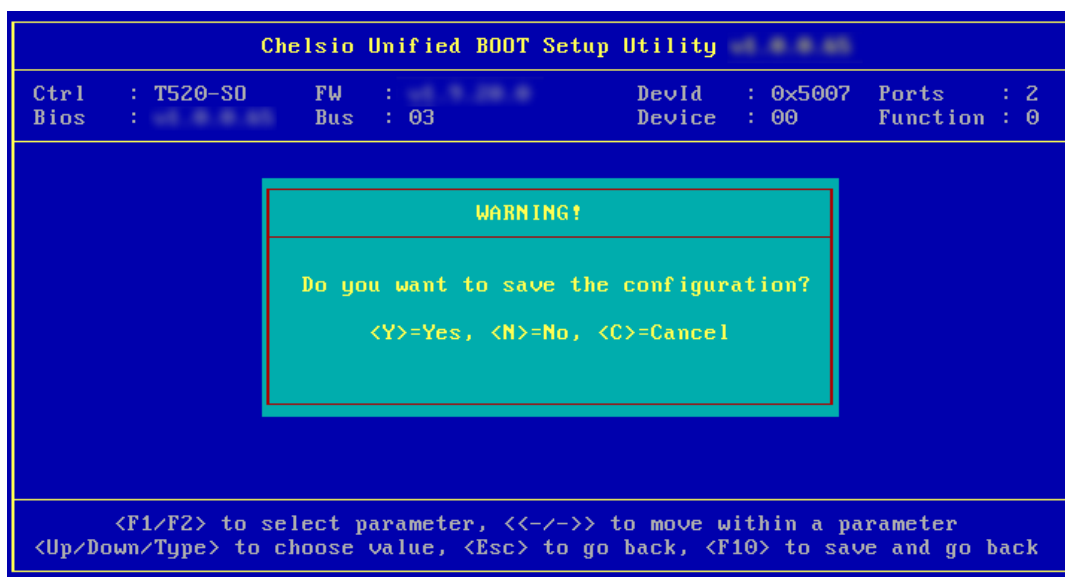 Chelsio Unified BOOT Setup Utility
Ctrl : T520-SO FW : DevId : 0x5007 Ports : 2
Bios : Bus : 03 Device : 00 Function : 0
WARNING!
Do you want to save the configuration?
<Y>=Yes, <N>=No, <C>=Cancel
<F1/F2> to select parameter, <<-/->> to move within a parameter
<Up/Down/Type> to choose value, <Esc> to go back, <F10> to save and go back